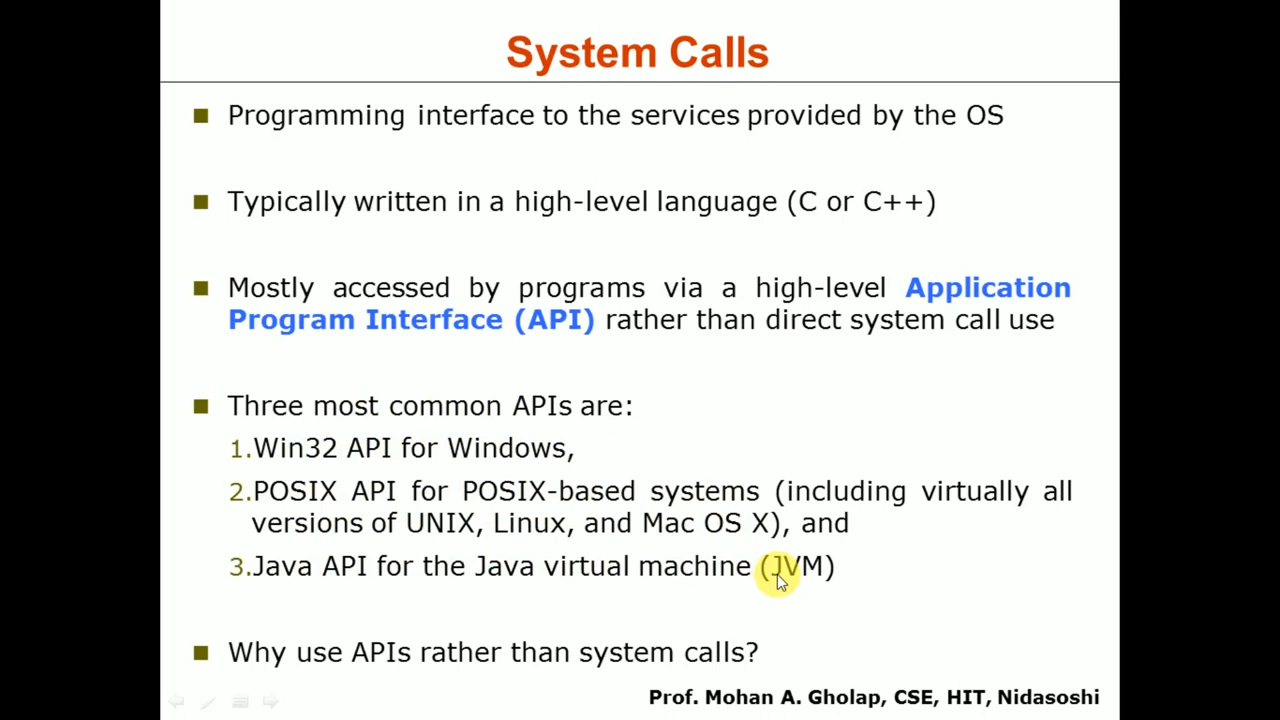 System Calls
Programming interface to the services provided by the OS
Typically written in a high-level language (C or C++)
Mostly accessed by programs via a high-level Application
Program Interface (API) rather than direct system call use
Three most common APIs are:
1.Win32 API for Windows,
2.POSIX API for POSIX-based systems (including virtually all
versions of UNIX, Linux, and Mac OS X), and
3.Java API for the Java virtual machine (JVM)
Why use APIs rather than system calls?
Prof. Mohan A. Gholap, CSE, HIT, Nidasoshi